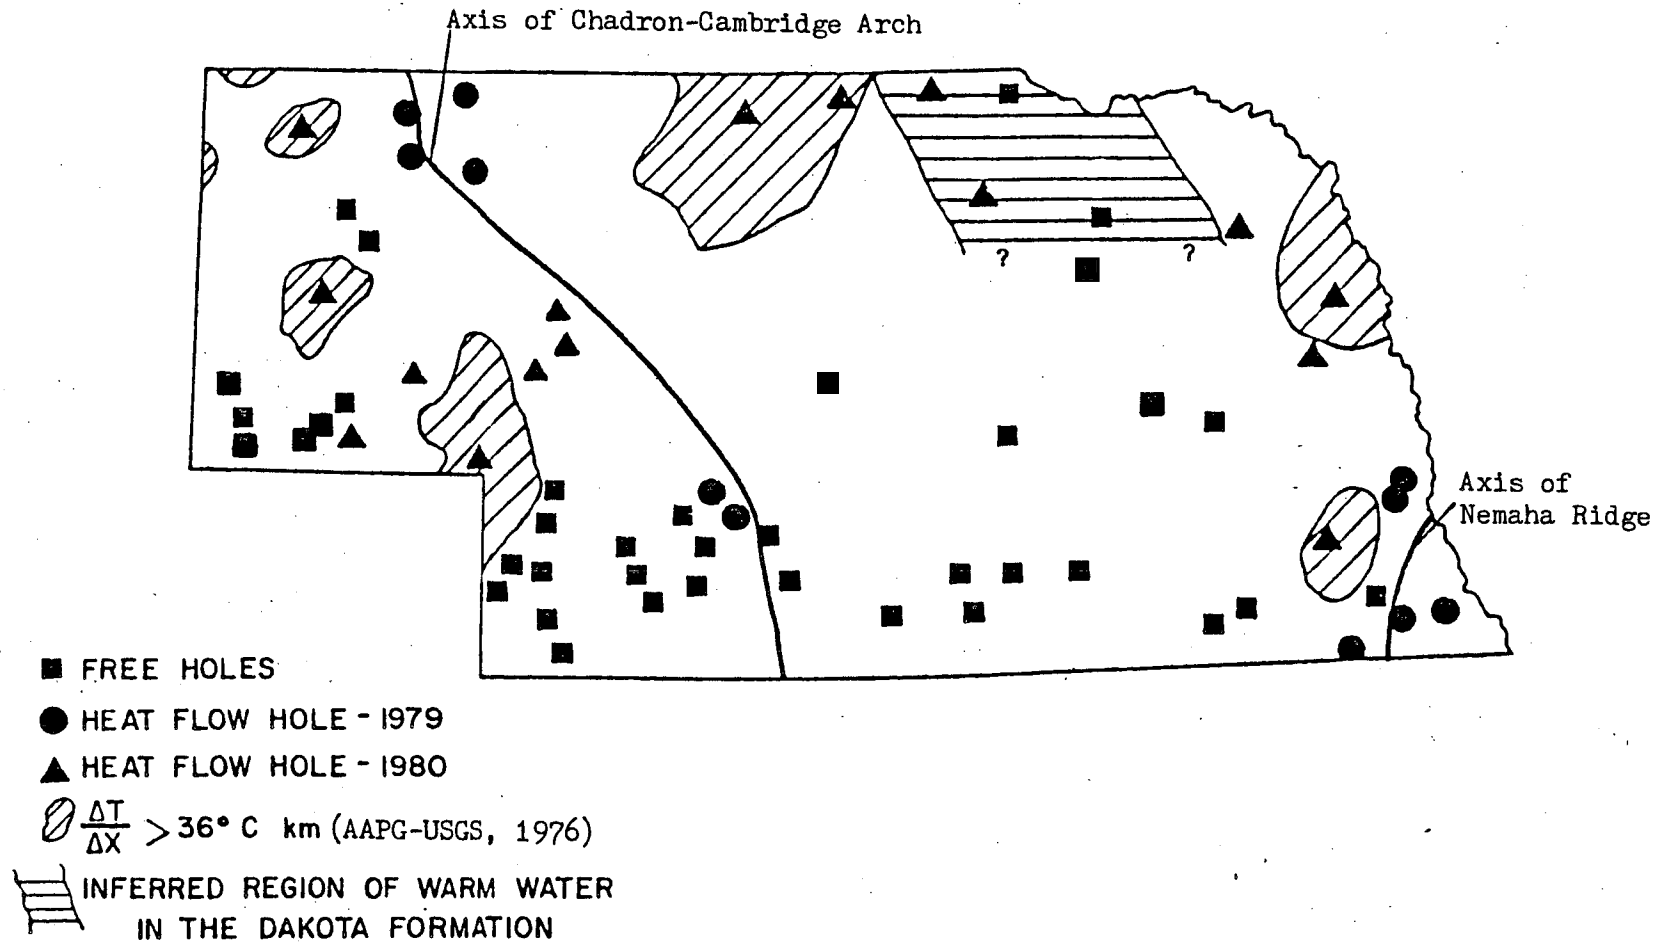 Axis of Chadron-Cambridge Arch
? ?
Axis of
Nemaha Ridge
FREE HOLES
HEAT FLOW HOLE - 1979
HEAT FLOW HOLE - 1980
ΔT
ΔX
> 36° C km (AAPG-USGS, 1976)
INFERRED REGION OF WARM WATER
IN THE DAKOTA FORMATION